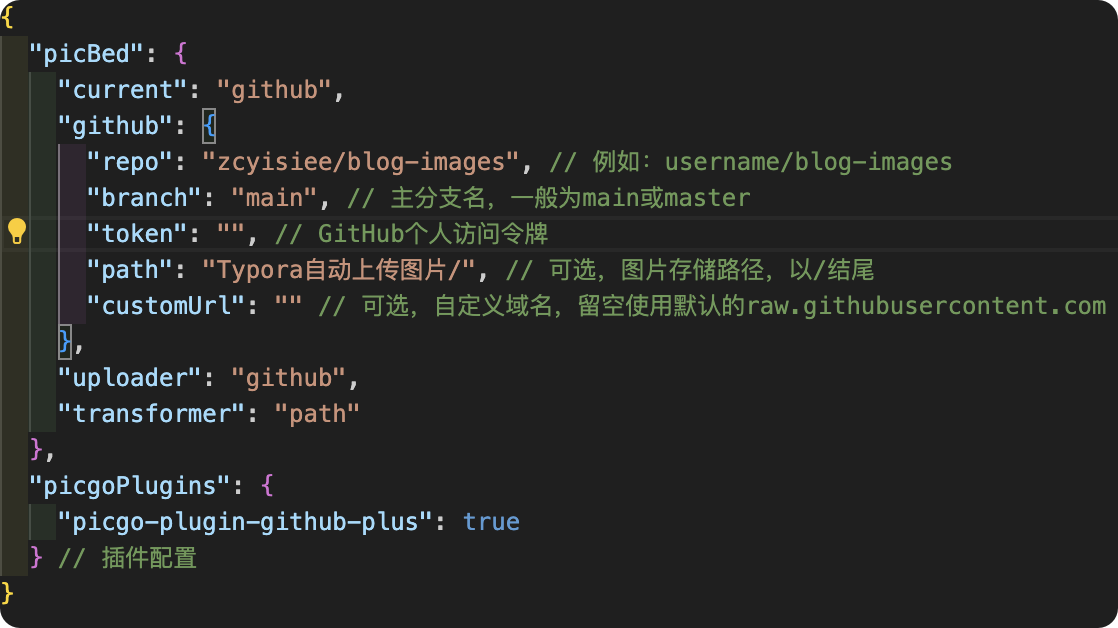 {
"picBed": {
"current": "github",
"github": {
"repo": "zcyisiee/blog-images", // 例如：username/blog-images
"branch": "main", // 主分支名，一般为main或master
"token": "", // GitHub个人访问令牌
"path": "Typora自动上传图片/", // 可选，图片存储路径，以/结尾
"customUrl": "" // 可选，自定义域名，留空使用默认的raw.githubusercontent.com
},
"uploader": "github",
"transformer": "path"
},
"picgoPlugins": {
"picgo-plugin-github-plus": true
} // 插件配置
}